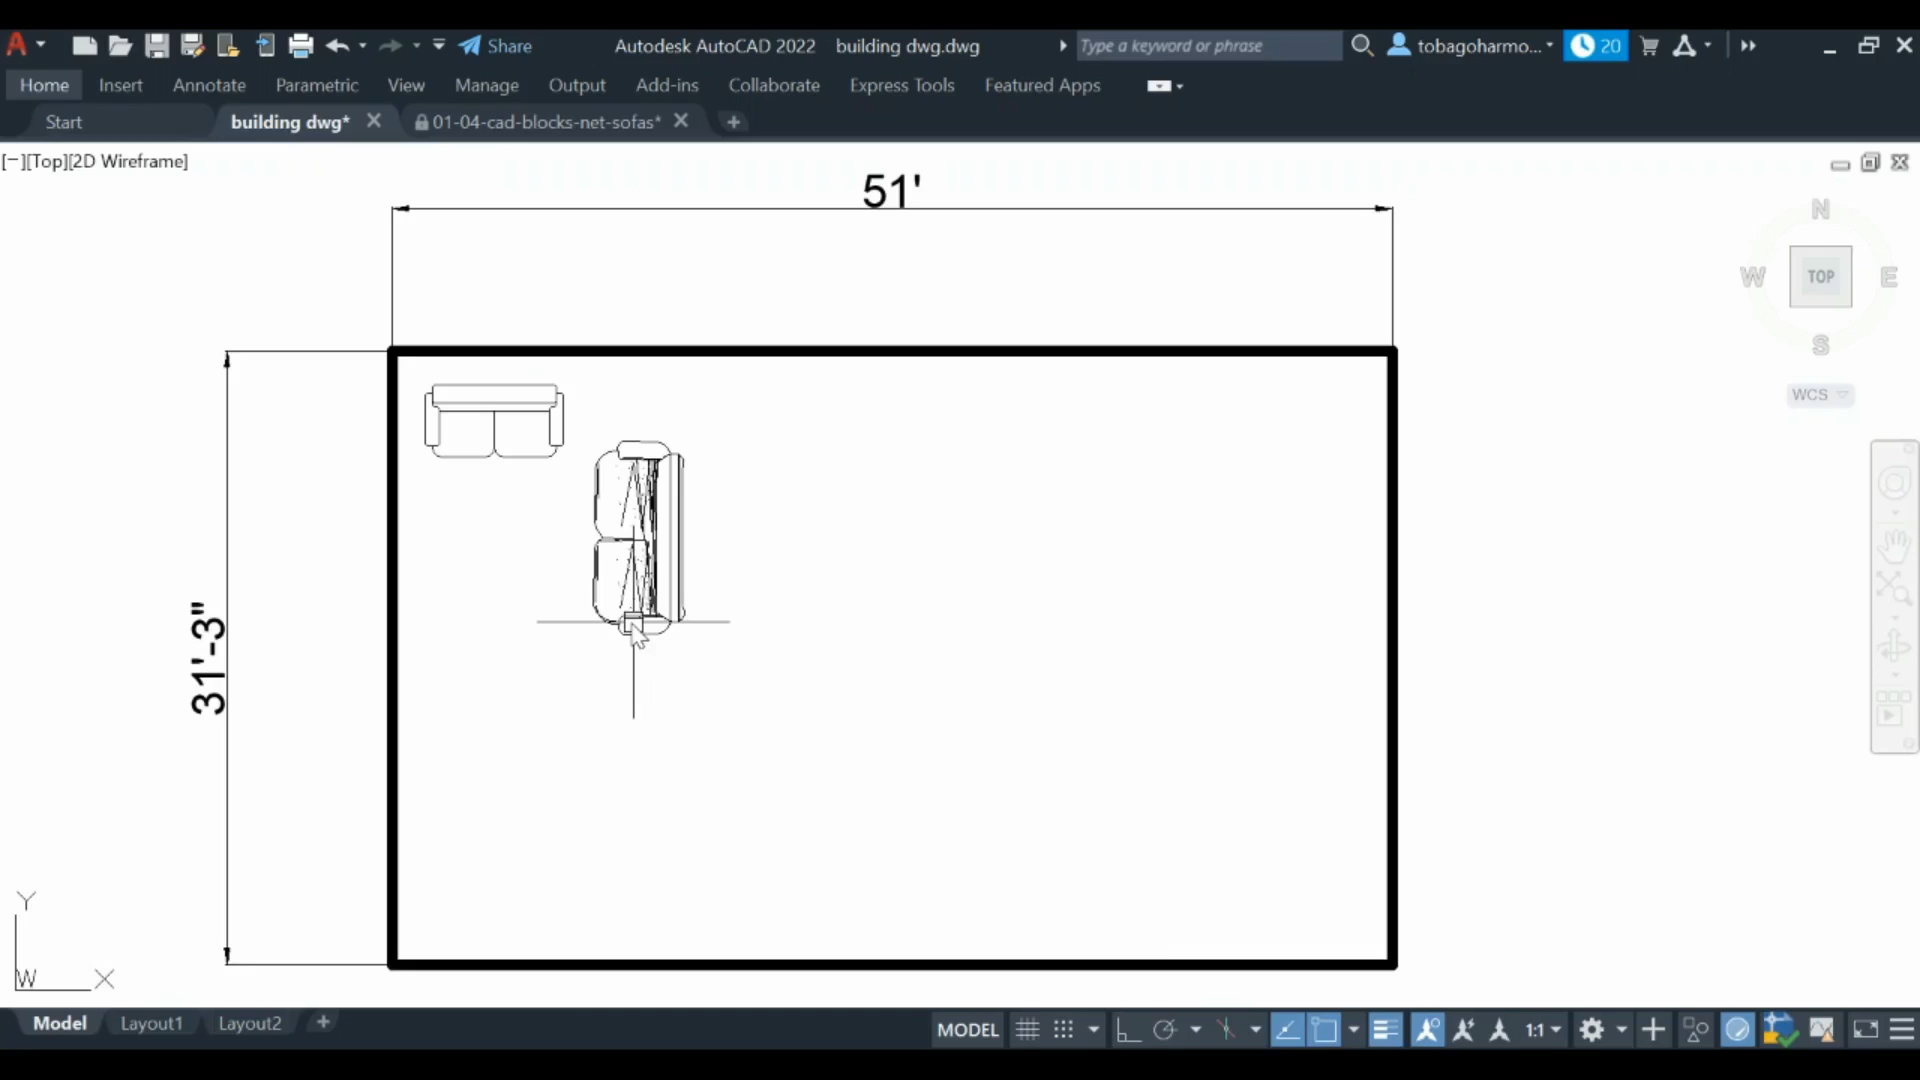 A Share Autodesk AutoCAD 2022 building dwg.dwg Type a keyword or phrase tobagoharmo... 20
Home Insert Annotate Parametric View Manage Output Add-ins Collaborate Express Tools Featured Apps
Start building dwg* 01-04-cad-blocks-net-sofas*
[−][Top][2D Wireframe]
51'
N
W TOP E
S
WCS
31'-3"
Y
W X
Model Layout1 Layout2 MODEL 1:1